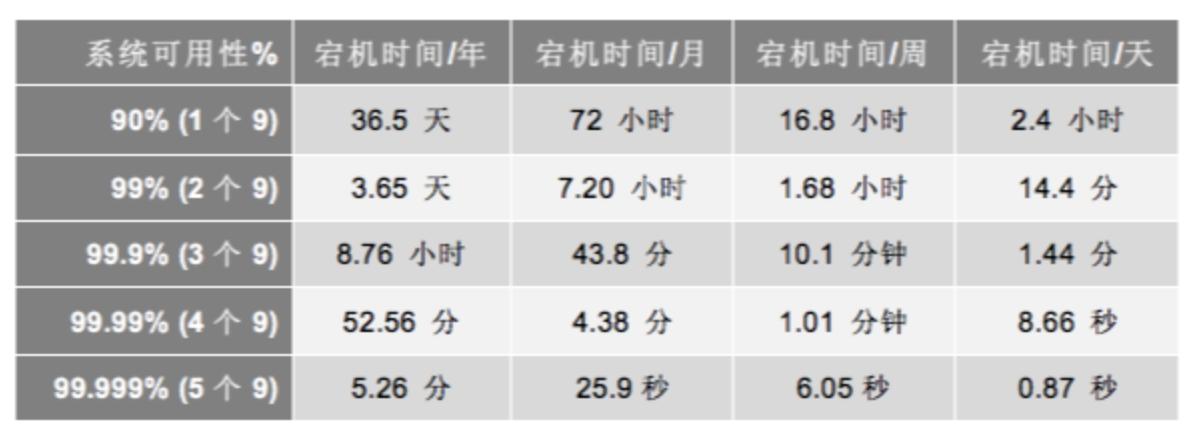 系统可用性% 宕机时间/年 宕机时间/月 宕机时间/周 宕机时间/天
90% (1 个 9) 36.5 天 72 小时 16.8 小时 2.4 小时
99% (2 个 9) 3.65 天 7.20 小时 1.68 小时 14.4 分
99.9% (3 个 9) 8.76 小时 43.8 分 10.1 分钟 1.44 分
99.99% (4 个 9) 52.56 分 4.38 分 1.01 分钟 8.66 秒
99.999% (5 个 9) 5.26 分 25.9 秒 6.05 秒 0.87 秒